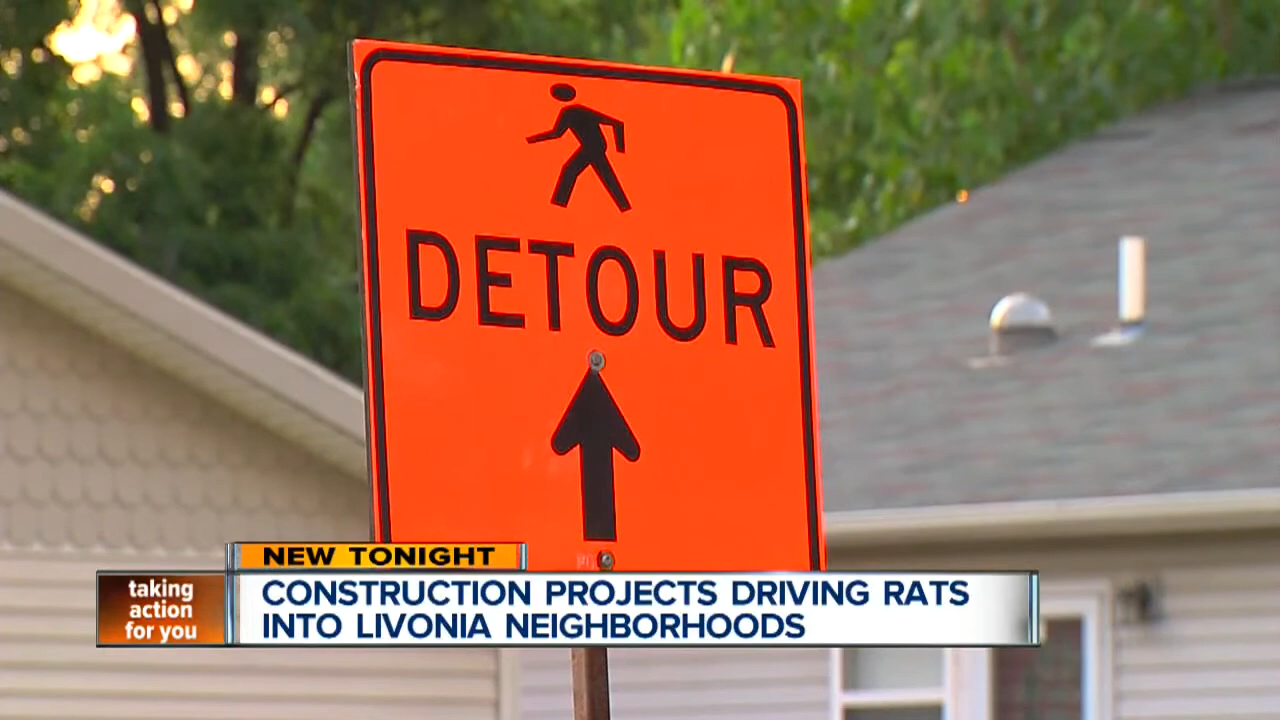 DETOUR
NEW TONIGHT
taking
action
for you
CONSTRUCTION PROJECTS DRIVING RATS
INTO LIVONIA NEIGHBORHOODS